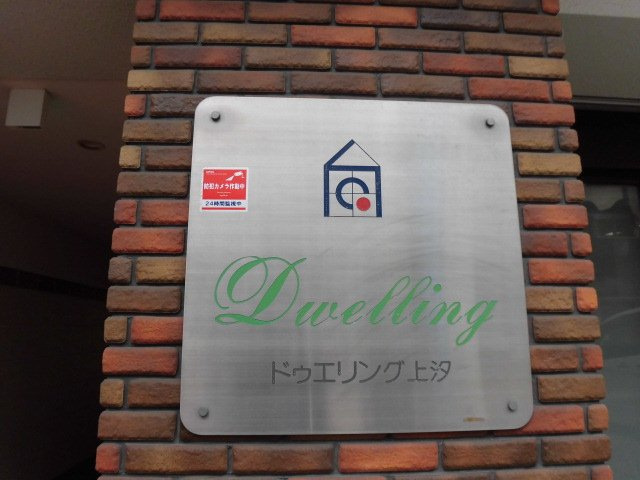 防犯カメラ作動中
24時間監視中
Dwelling
ドゥエリング上汐